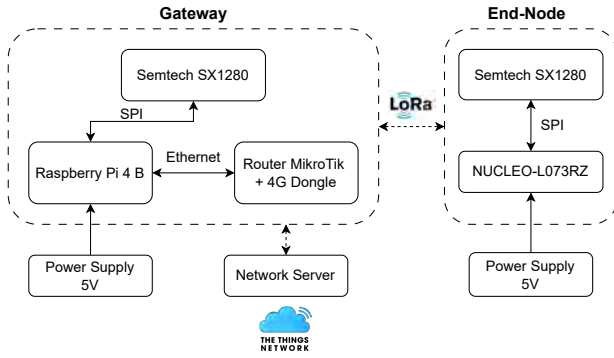 Gateway
End-Node
Semtech SX1280
Semtech SX1280
LoRa
SPI
SPI
Ethernet
Raspberry Pi 4 B
Router MikroTik
+ 4G Dongle
NUCLEO-L073RZ
Power Supply
5V
Network Server
Power Supply
5V
THE THINGS
NETWORK